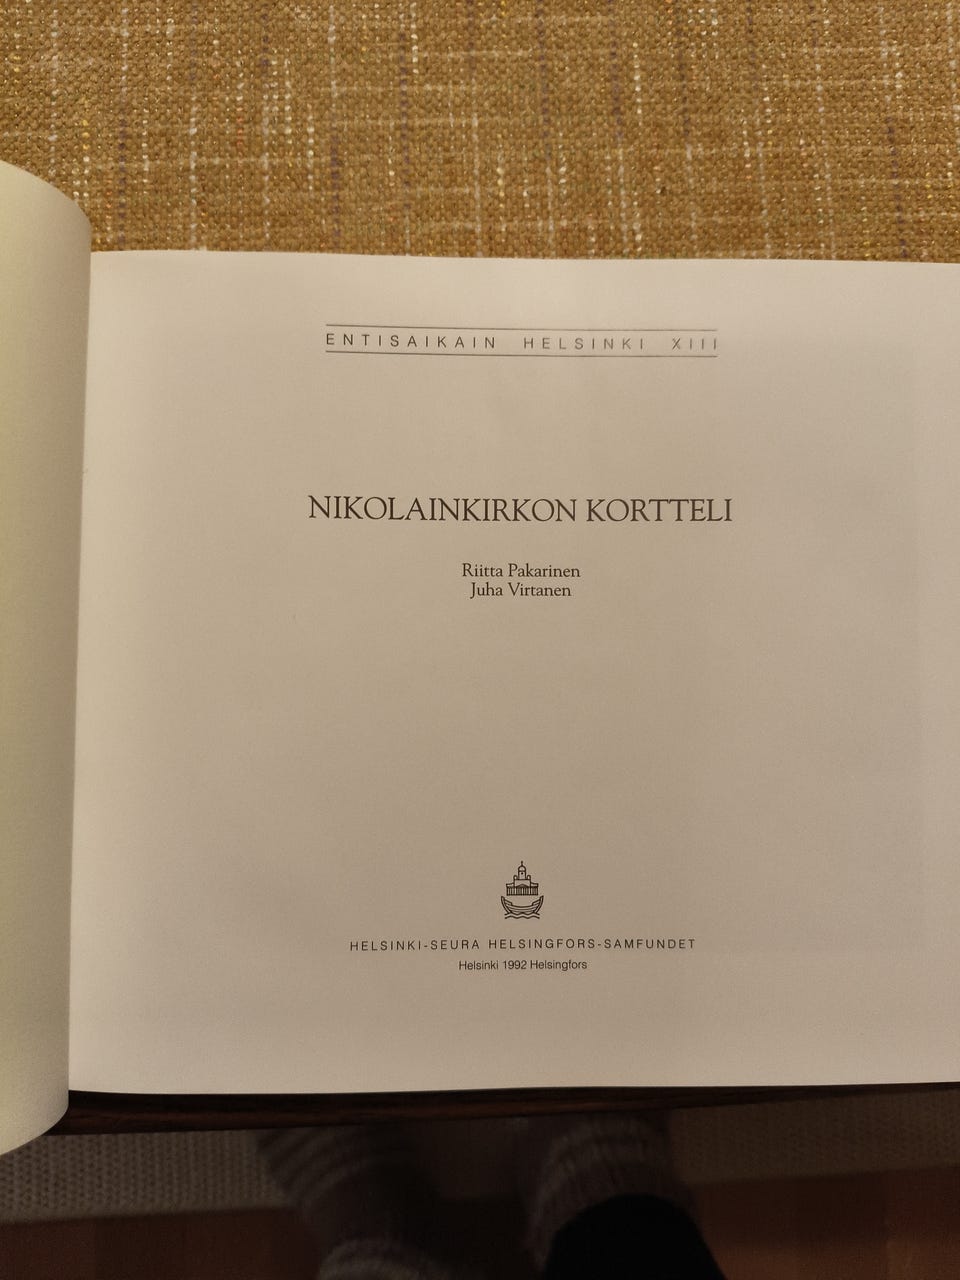 ENTISAIKAIN HELSINKI XIII
NIKOLAINKIRKON KORTTELI
Riitta Pakarinen
Juha Virtanen
HELSINKI-SEURA HELSINGFORS-SAMFUNDET
Helsinki 1992 Helsingfors